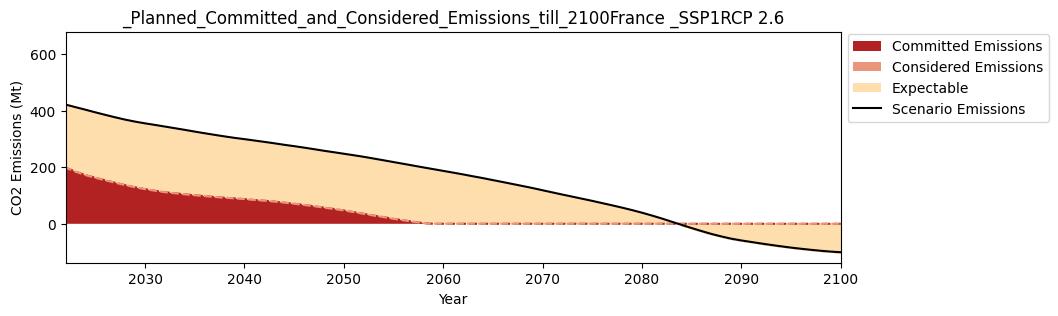 _Planned_Committed_and_Considered_Emissions_till_2100France _SSP1RCP 2.6
600
400
200
0
CO2 Emissions (Mt)
2030 2040 2050 2060 2070 2080 2090 2100
Year
Committed Emissions
Considered Emissions
Expectable
Scenario Emissions